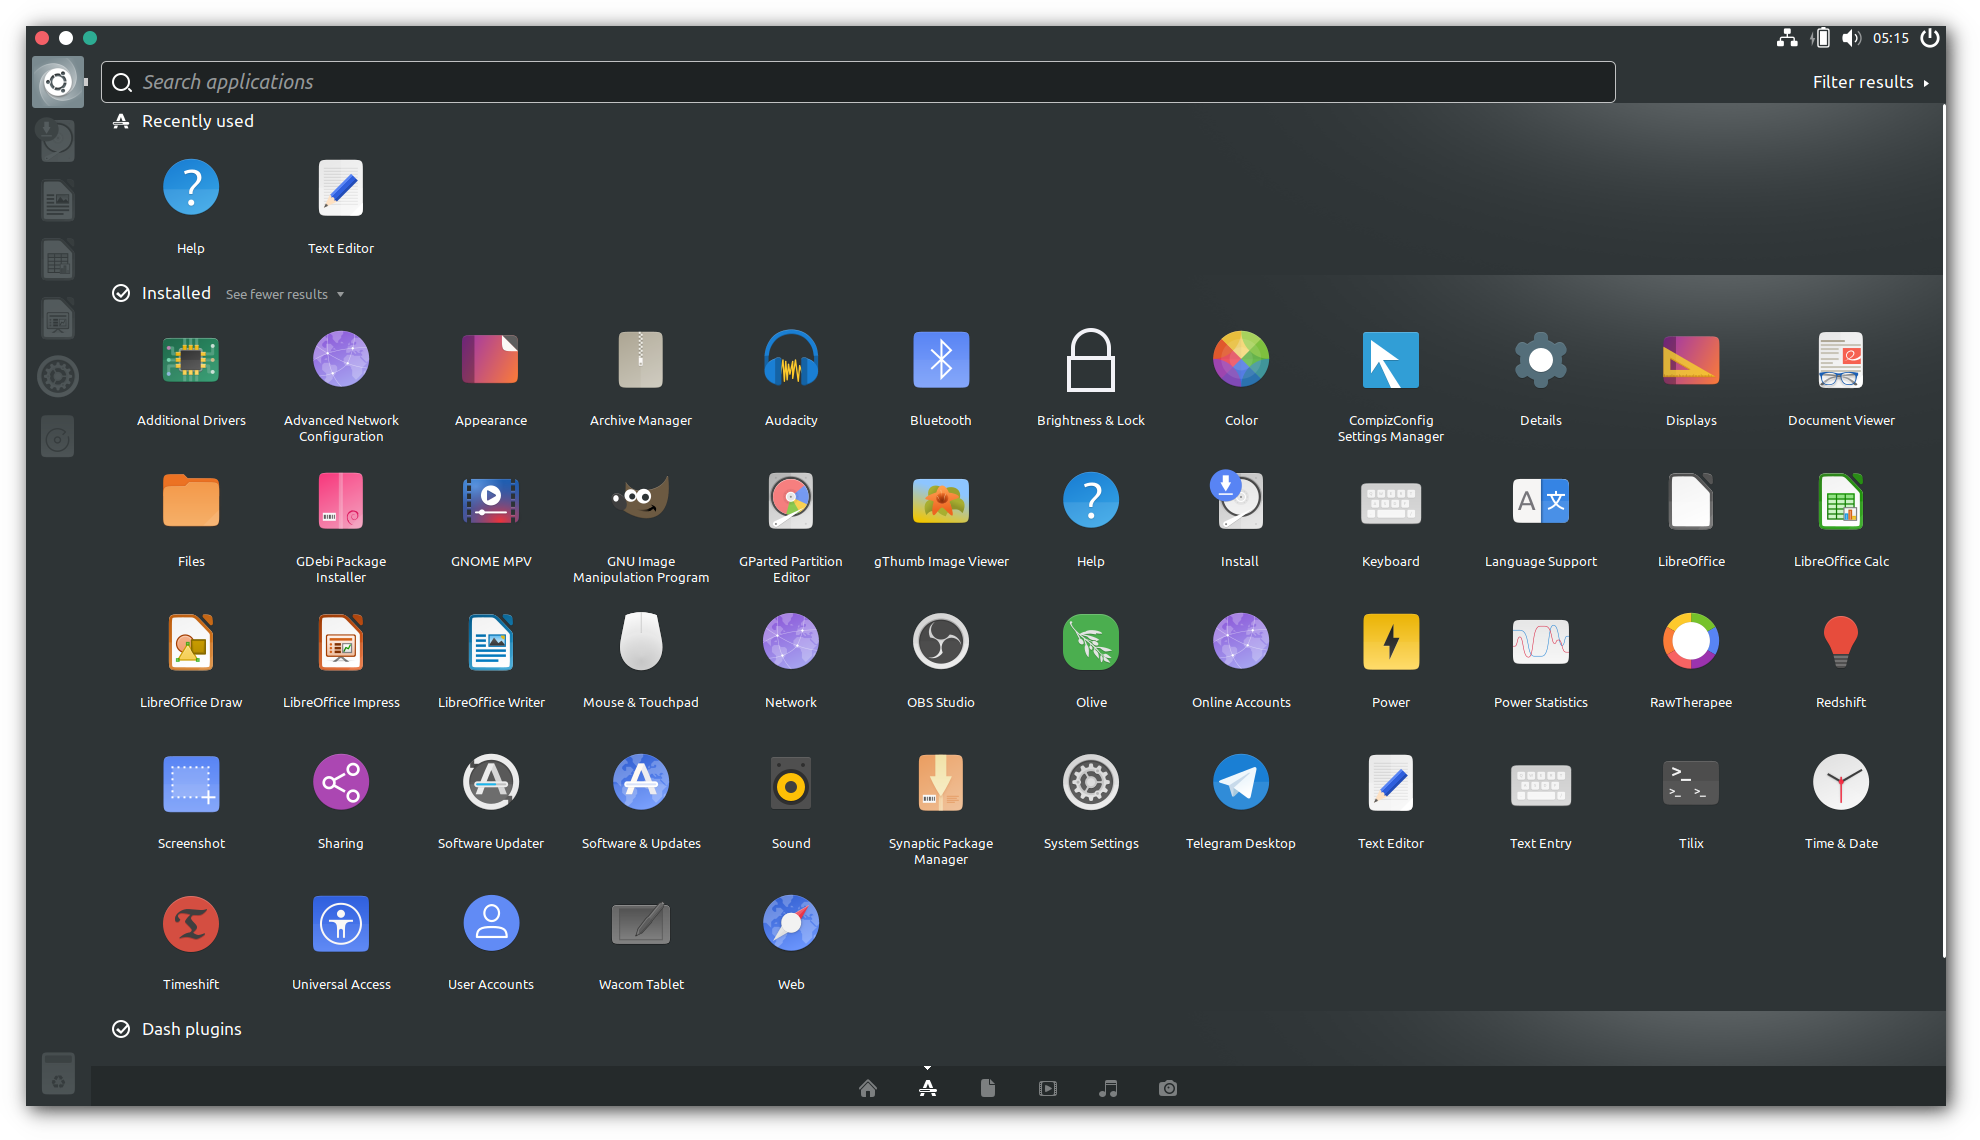 05:15
Search applications
Filter results
Recently used
Help
Text Editor
Installed See fewer results
Additional Drivers
Advanced Network
Configuration
Appearance
Archive Manager
Audacity
Bluetooth
Brightness & Lock
Color
CompizConfig
Settings Manager
Details
Displays
Document Viewer
Files
GDebi Package
Installer
GNOME MPV
GNU Image
Manipulation Program
GParted Partition
Editor
gThumb Image Viewer
Help
Install
Keyboard
Language Support
LibreOffice
LibreOffice Calc
LibreOffice Draw
LibreOffice Impress
LibreOffice Writer
Mouse & Touchpad
Network
OBS Studio
Olive
Online Accounts
Power
Power Statistics
RawTherapee
Redshift
Screenshot
Sharing
Software Updater
Software & Updates
Sound
Synaptic Package
Manager
System Settings
Telegram Desktop
Text Editor
Text Entry
Tilix
Time & Date
Timeshift
Universal Access
User Accounts
Wacom Tablet
Web
Dash plugins